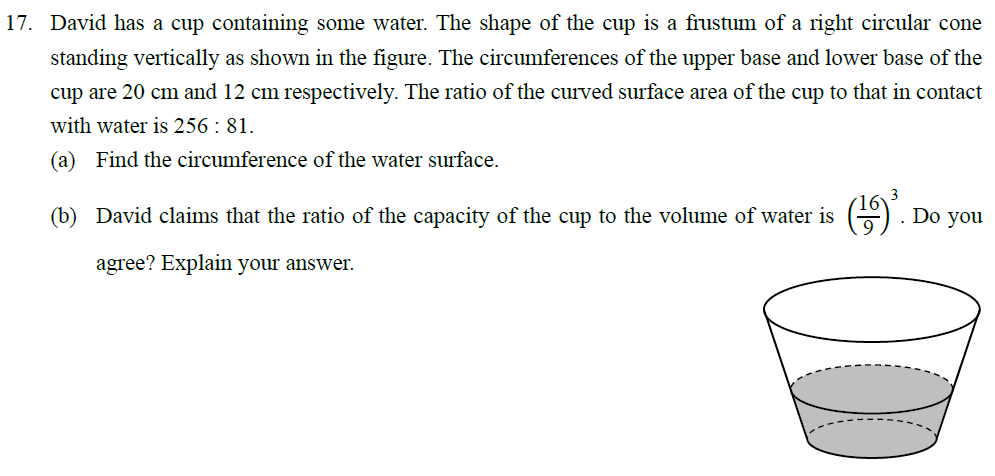 17. David has a cup containing some water. The shape of the cup is a frustum of a right circular cone
standing vertically as shown in the figure. The circumferences of the upper base and lower base of the
cup are 20 cm and 12 cm respectively. The ratio of the curved surface area of the cup to that in contact
with water is 256 : 81.
(a) Find the circumference of the water surface.
(b) David claims that the ratio of the capacity of the cup to the volume of water is (16/9)³. Do you
agree? Explain your answer.